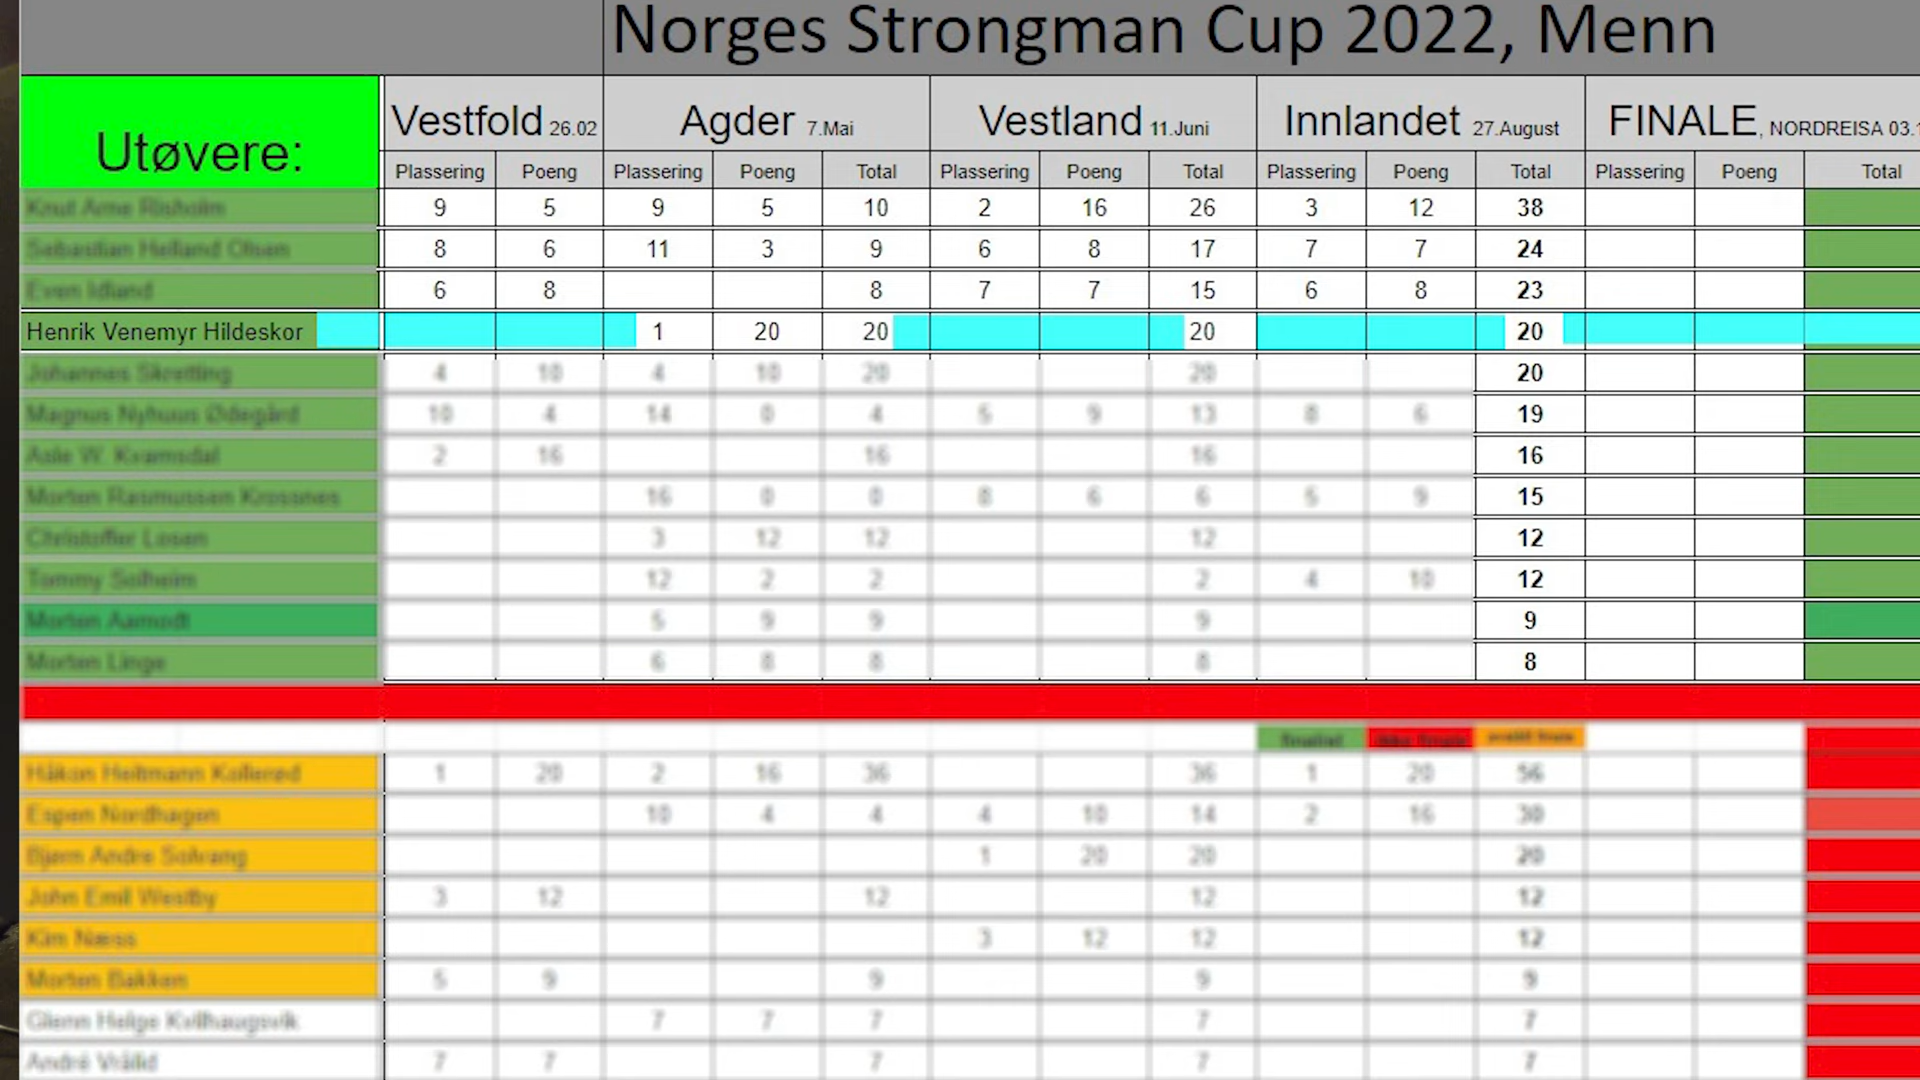 Norges Strongman Cup 2022, Menn
Utøvere: Vestfold 26.02 Agder 7.Mai Vestland 11.Juni Innlandet 27.August FINALE, NORDREISA 03.1
Plassering Poeng Plassering Poeng Total Plassering Poeng Total Plassering Poeng Total Plassering Poeng Total
Knut Arne Risholm 9 5 9 5 10 2 16 26 3 12 38
Sebastian Helland Olsen 8 6 11 3 9 6 8 17 7 7 24
Even Idland 6 8 8 7 7 15 6 8 23
Henrik Venemyr Hildeskor 1 20 20 20 20
Johannes Skretting 4 10 4 10 20 20 20
Magnus Nyhuus Ødegård 10 4 14 0 4 5 9 13 8 6 19
Asle W. Kvamsdal 2 16 16 16 16
Morten Rasmussen Krossnes 16 0 0 8 6 6 5 9 15
Christoffer Losen 3 12 12 12 12
Tommy Solheim 12 2 2 2 4 10 12
Morten Aamodt 5 9 9 9 9
Morten Linge 6 8 8 8 8
finalist
Håkon Heitmann Kollerød 1 20 2 16 36 36 1 20 56
Espen Nordhagen 10 4 4 4 10 14 2 16 30
Bjørn Andre Solvang 1 20 20 20
John Emil Westby 3 12 12 12 12
Kim Næss 3 12 12 12
Morten Bakken 5 9 9 9 9
Glenn Helge Kvilhaugsvik 7 7 7 7 7
André Vrålid 7 7 7 7 7